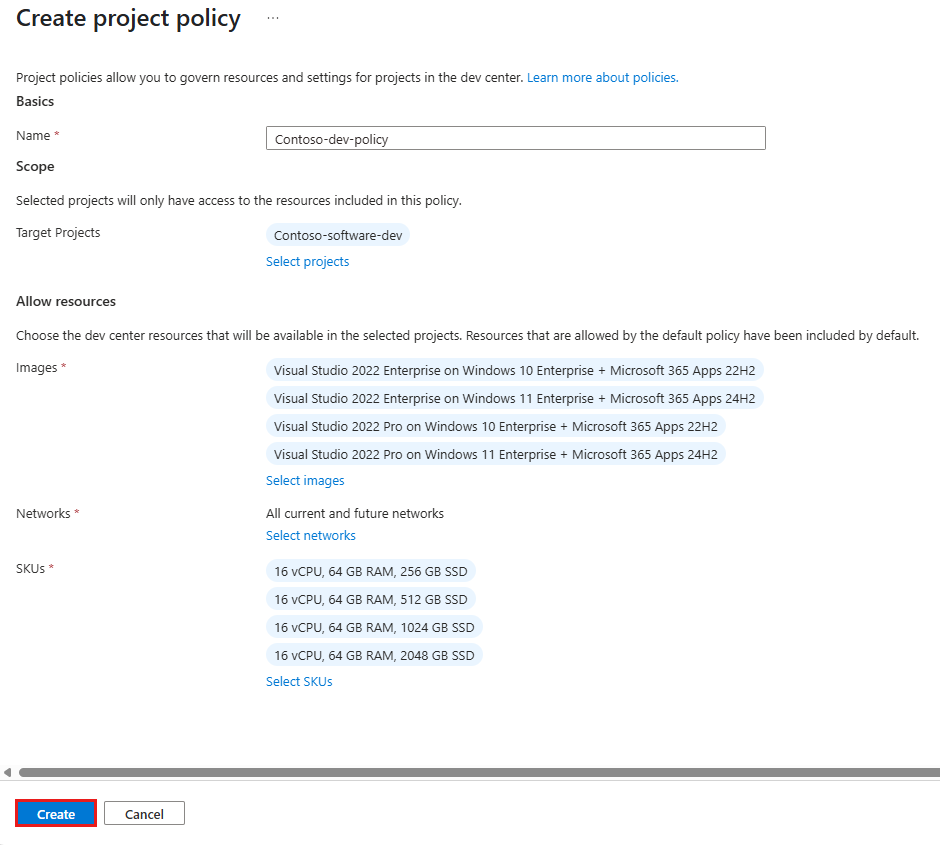 Create project policy ...
Project policies allow you to govern resources and settings for projects in the dev center. Learn more about policies.
Basics
Name *
Contoso-dev-policy
Scope
Selected projects will only have access to the resources included in this policy.
Target Projects
Contoso-software-dev
Select projects
Allow resources
Choose the dev center resources that will be available in the selected projects. Resources that are allowed by the default policy have been included by default.
Images *
Visual Studio 2022 Enterprise on Windows 10 Enterprise + Microsoft 365 Apps 22H2
Visual Studio 2022 Enterprise on Windows 11 Enterprise + Microsoft 365 Apps 24H2
Visual Studio 2022 Pro on Windows 10 Enterprise + Microsoft 365 Apps 22H2
Visual Studio 2022 Pro on Windows 11 Enterprise + Microsoft 365 Apps 24H2
Select images
Networks *
All current and future networks
Select networks
SKUs *
16 vCPU, 64 GB RAM, 256 GB SSD
16 vCPU, 64 GB RAM, 512 GB SSD
16 vCPU, 64 GB RAM, 1024 GB SSD
16 vCPU, 64 GB RAM, 2048 GB SSD
Select SKUs
Create
Cancel